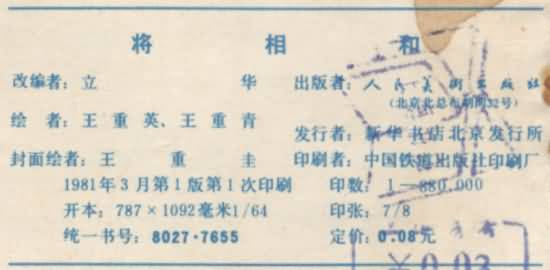 将相和
改编者：立华
绘者：王重英、王重青
封面绘者：王重圭
1981年3月第1版第1次印刷
开本：787×1092毫米1/64
统一书号：8027·7655
出版者：人民美术出版社
（北京北总布胡同32号）
发行者：新华书店北京发行所
印刷者：中国铁道出版社印刷厂
印数：1—880,000
印张：7/8
定价：0.08元
¥0.03